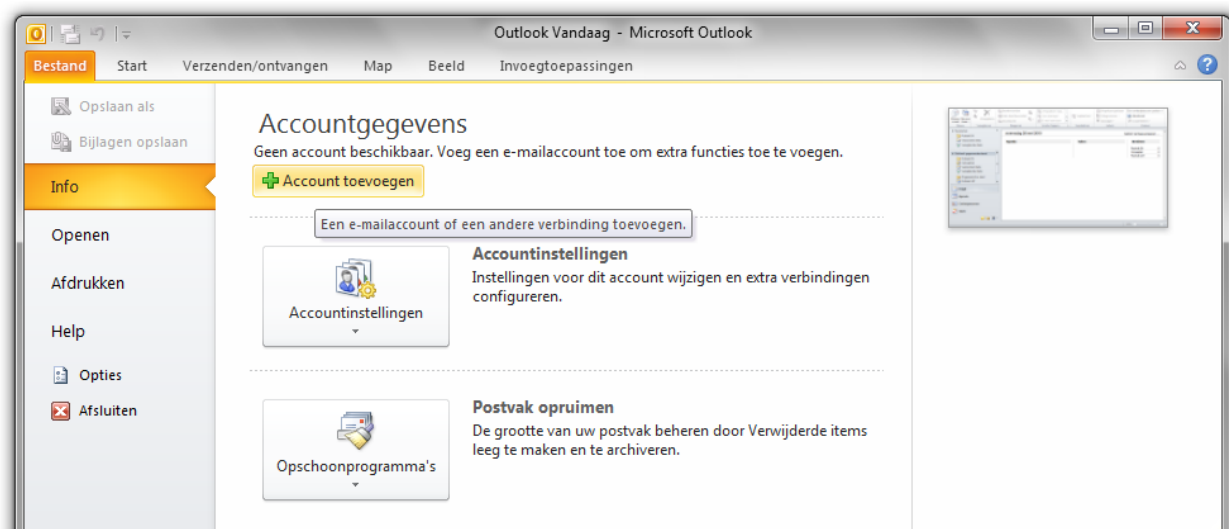 Outlook Vandaag - Microsoft Outlook
Bestand Start Verzenden/ontvangen Map Beeld Invoegtoepassingen
Opslaan als
Bijlagen opslaan
Info
Openen
Afdrukken
Help
Opties
Afsluiten
Accountgegevens
Geen account beschikbaar. Voeg een e-mailaccount toe om extra functies toe te voegen.
Account toevoegen
Een e-mailaccount of een andere verbinding toevoegen.
Accountinstellingen
Accountinstellingen
Instellingen voor dit account wijzigen en extra verbindingen
configureren.
Opschoonprogramma's
Postvak opruimen
De grootte van uw postvak beheren door Verwijderde items
leeg te maken en te archiveren.